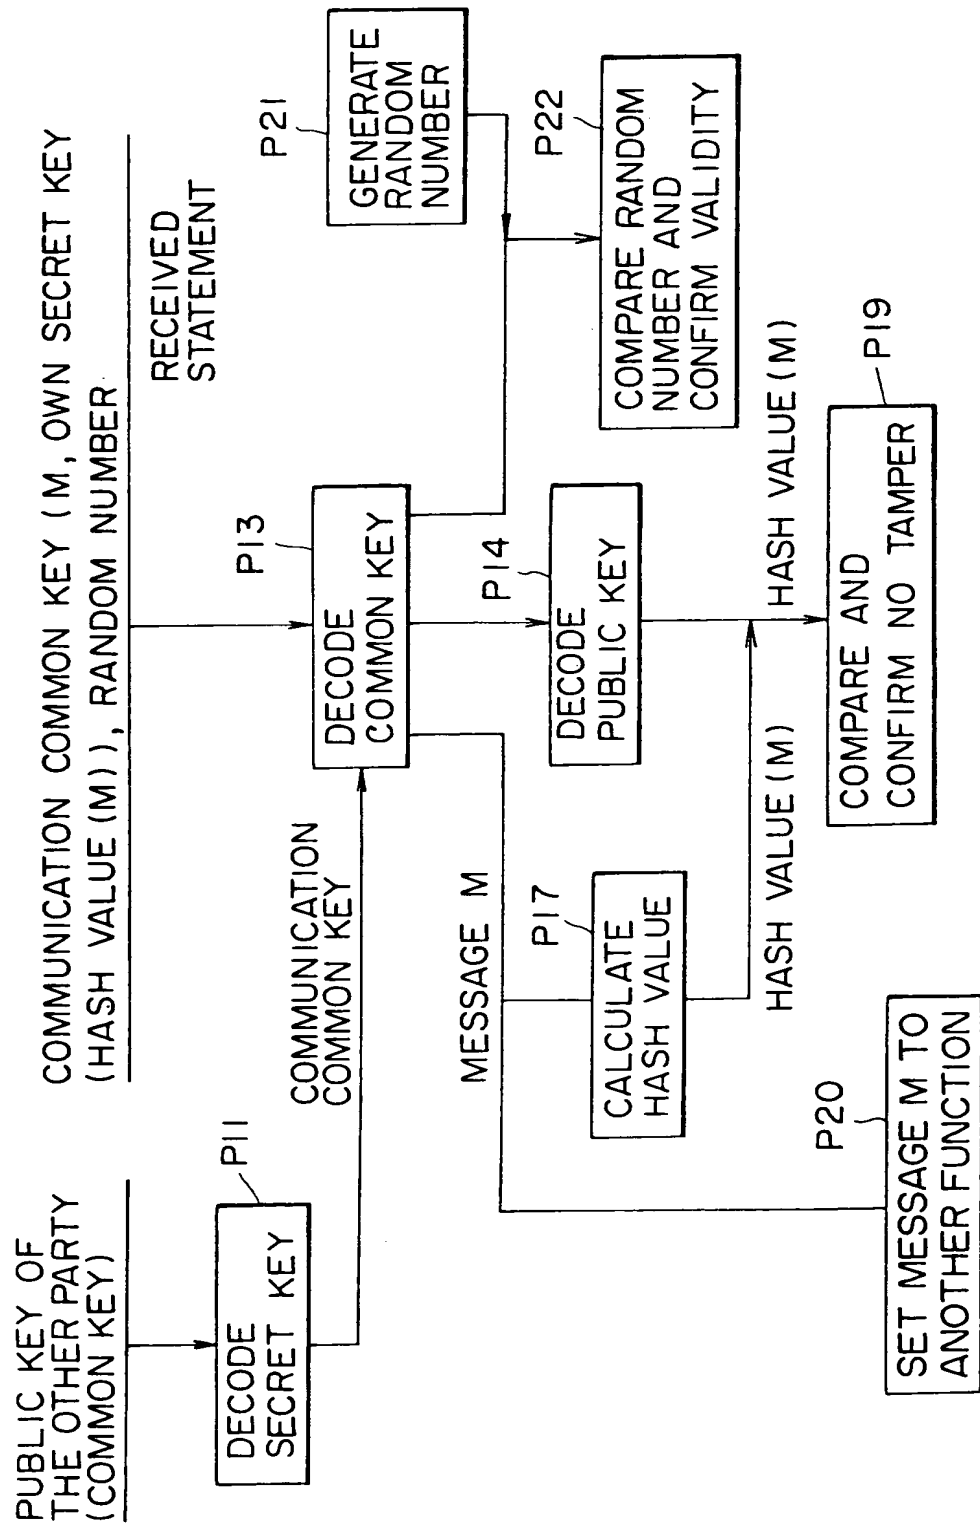 PUBLIC KEY OF
THE OTHER PARTY
(COMMON KEY)
COMMUNICATION COMMON KEY (M, OWN SECRET KEY
(HASH VALUE (M)), RANDOM NUMBER
RECEIVED
STATEMENT
P11
DECODE
SECRET KEY
COMMUNICATION
COMMON KEY
P13
DECODE
COMMON KEY
P21
GENERATE
RANDOM
NUMBER
MESSAGE M
P17
CALCULATE
HASH VALUE
P14
DECODE
PUBLIC KEY
P22
COMPARE RANDOM
NUMBER AND
CONFIRM VALIDITY
HASH VALUE (M)
HASH VALUE (M)
P20
SET MESSAGE M TO
ANOTHER FUNCTION
P19
COMPARE AND
CONFIRM NO TAMPER